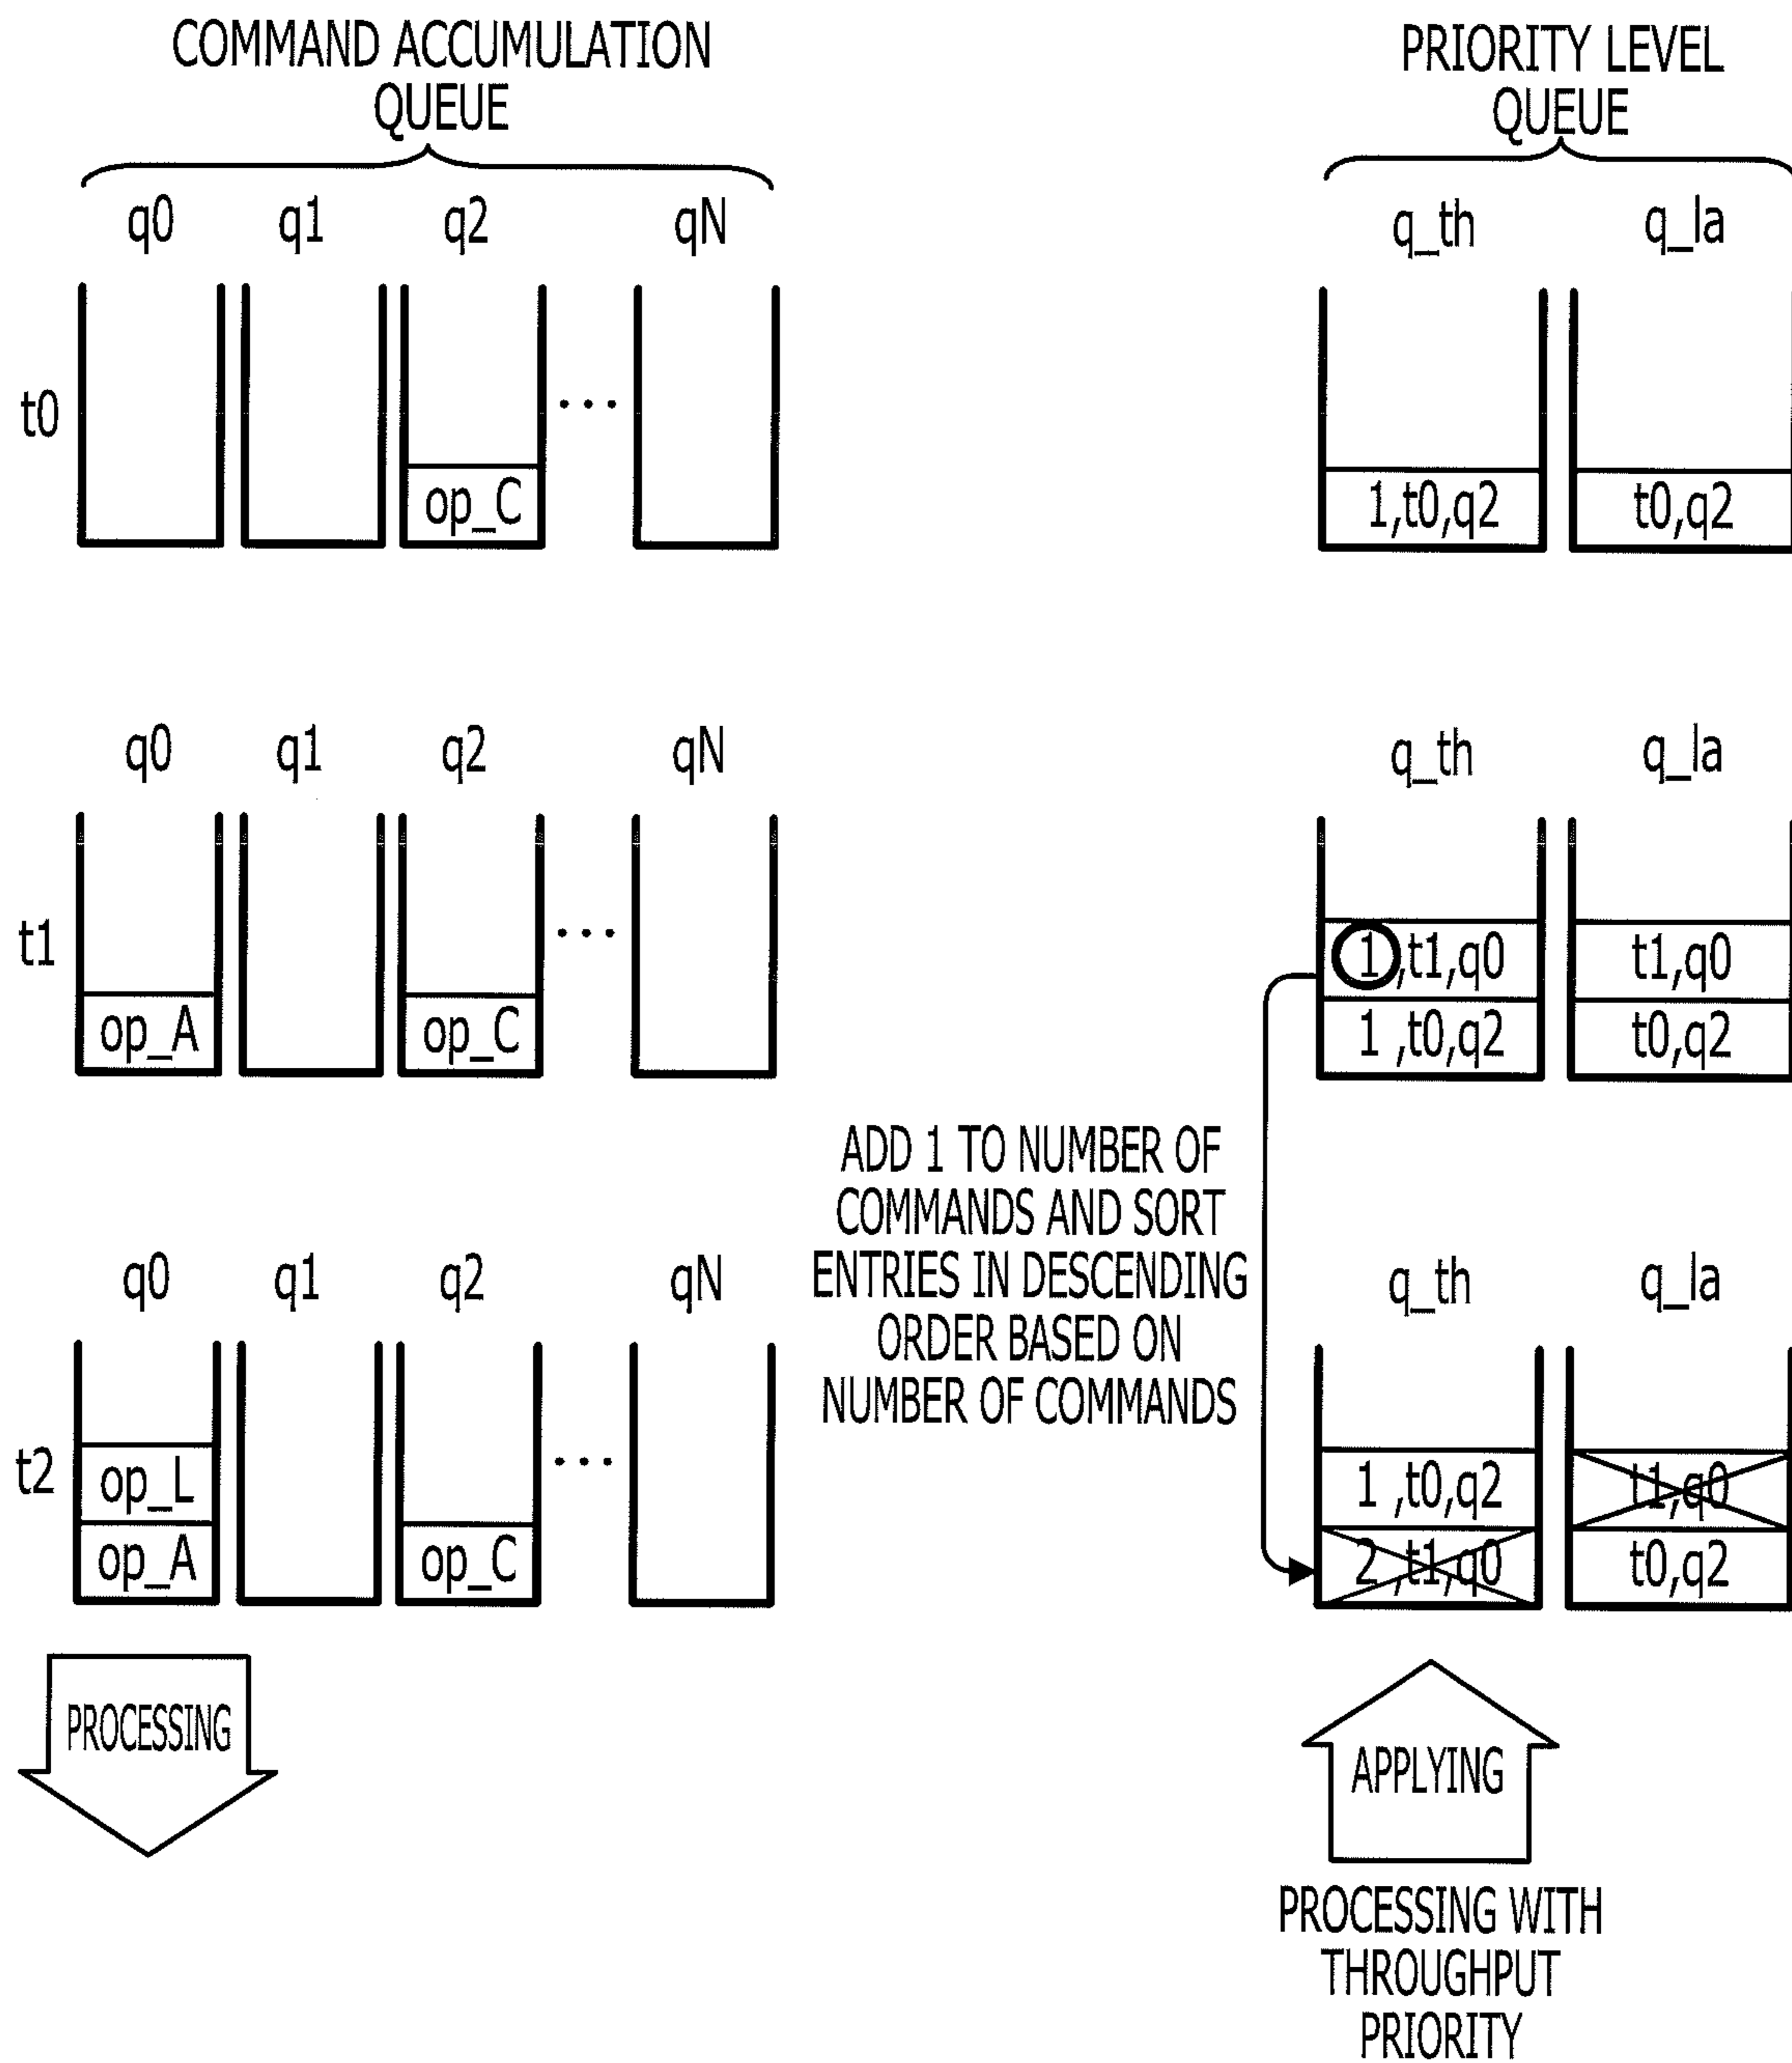 COMMAND ACCUMULATION
QUEUE
PRIORITY LEVEL
QUEUE
q0 q1 q2 qN
q_th q_la
t0
...
op_C
1,t0,q2
t0,q2
q0 q1 q2 qN
q_th q_la
t1
...
op_A
op_C
1,t1,q0
t1,q0
1,t0,q2
t0,q2
ADD 1 TO NUMBER OF
COMMANDS AND SORT
ENTRIES IN DESCENDING
ORDER BASED ON
NUMBER OF COMMANDS
q0 q1 q2 qN
q_th q_la
t2
...
op_L
op_A
op_C
1,t0,q2
t1,q0
2,t1,q0
t0,q2
PROCESSING
APPLYING
PROCESSING WITH
THROUGHPUT
PRIORITY